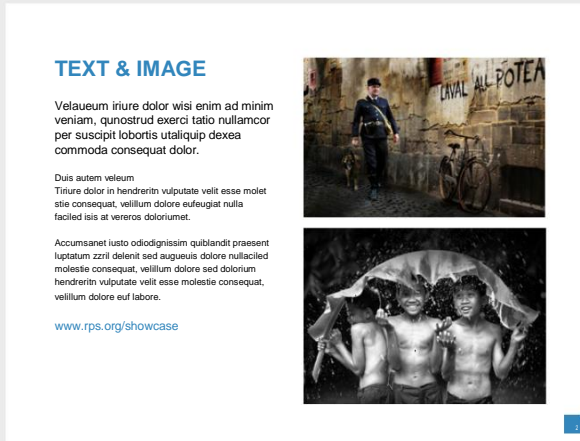 TEXT & IMAGE
Velaueum iriure dolor wisi enim ad minim
veniam, qunostrud exerci tatio nullamcor
per suscipit lobortis utaliquip dexea
commoda consequat dolor.
Duis autem veleum
Tiriure dolor in hendreritn vulputate velit esse molet
stie consequat, velillum dolore eufeugiat nulla
faciled isis at vereros doloriumet.
Accumsanet iusto odiodignissim quiblandit praesent
luptatum zzril delenit sed augueuis dolore nullaciled
molestie consequat, velillum dolore sed dolorium
hendreritn vulputate velit esse molestie consequat,
velillum dolore euf labore.
www.rps.org/showcase
LAVAL AU POTEA
2